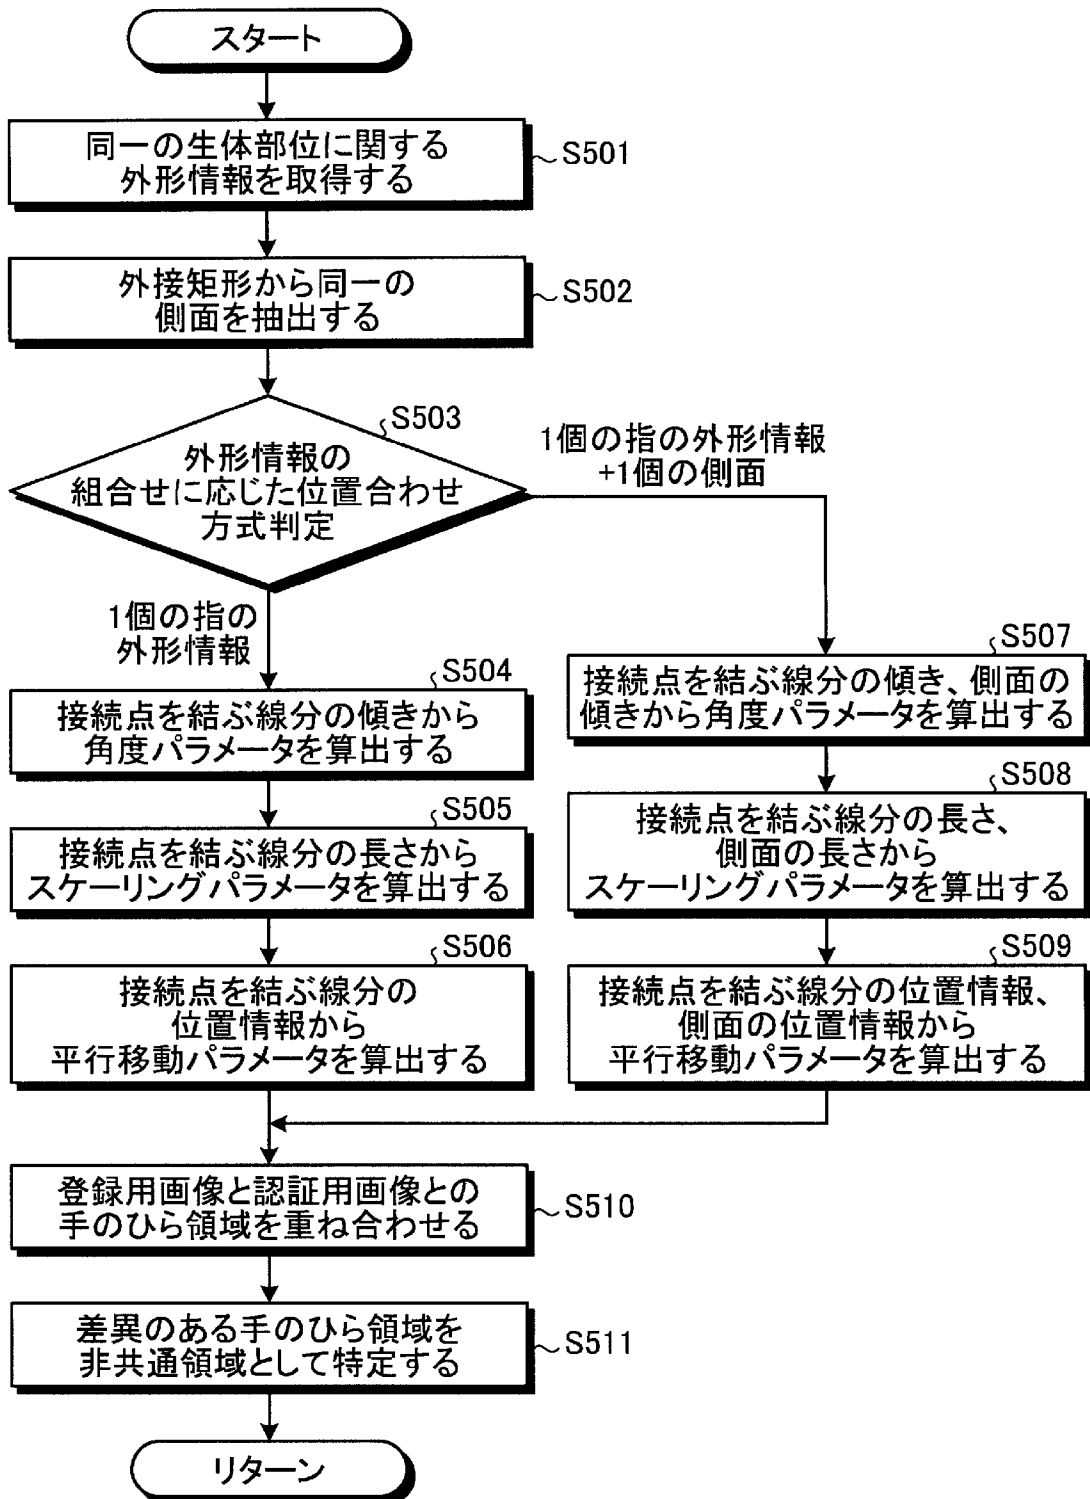 スタート
同一の生体部位に関する
外形情報を取得する
S501
外接矩形から同一の
側面を抽出する
S502
S503
外形情報の
組合せに応じた位置合わせ
方式判定
1個の指の外形情報
+1個の側面
1個の指の
外形情報
S504
接続点を結ぶ線分の傾きから
角度パラメータを算出する
S505
接続点を結ぶ線分の長さから
スケーリングパラメータを算出する
S506
接続点を結ぶ線分の
位置情報から
平行移動パラメータを算出する
S507
接続点を結ぶ線分の傾き、側面の
傾きから角度パラメータを算出する
S508
接続点を結ぶ線分の長さ、
側面の長さから
スケーリングパラメータを算出する
S509
接続点を結ぶ線分の位置情報、
側面の位置情報から
平行移動パラメータを算出する
登録用画像と認証用画像との
手のひら領域を重ね合わせる
S510
差異のある手のひら領域を
非共通領域として特定する
S511
リターン